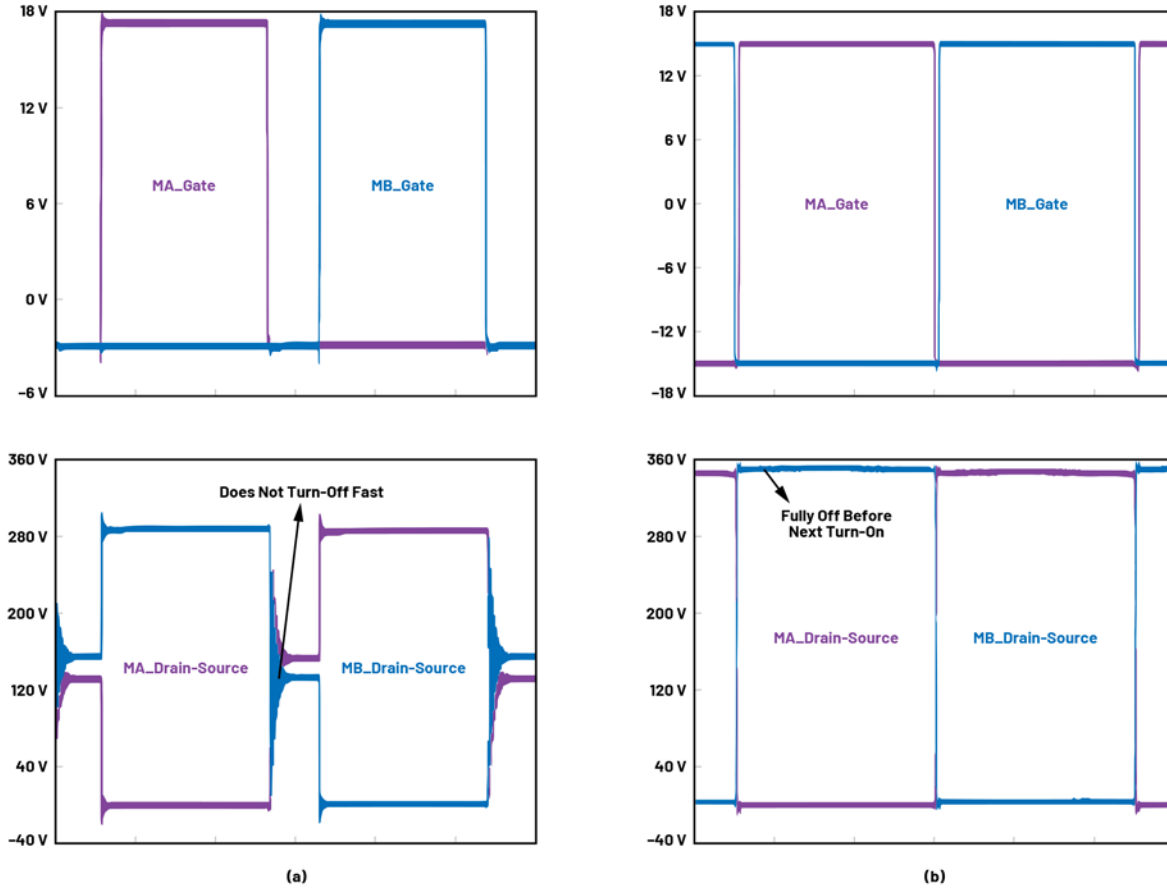 18 V
12 V
6 V
0 V
–6 V
MA_Gate
MB_Gate
18 V
12 V
6 V
0 V
–6 V
–12 V
–18 V
MA_Gate
MB_Gate
360 V
280 V
200 V
120 V
40 V
–40 V
Does Not Turn-Off Fast
MA_Drain-Source
MB_Drain-Source
(a)
360 V
280 V
200 V
120 V
40 V
–40 V
Fully Off Before
Next Turn-On
MA_Drain-Source
MB_Drain-Source
(b)